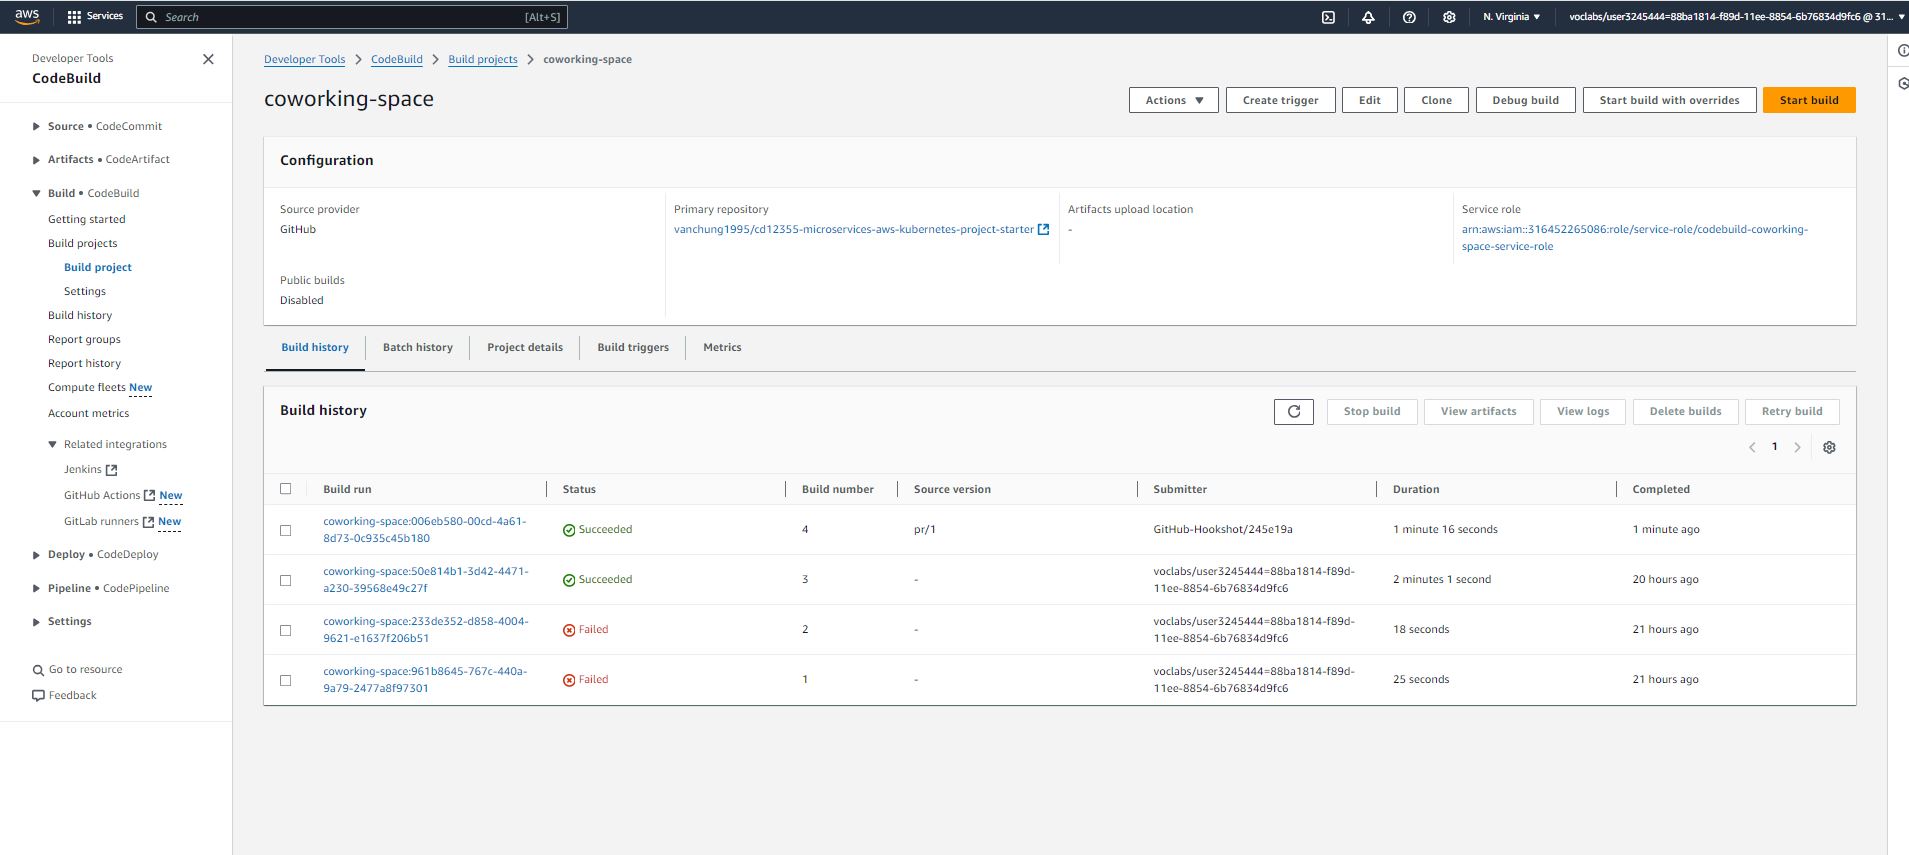 aws Services Search [Alt+S] N. Virginia voclabs/user3245444=88ba1814-f89d-11ee-8854-6b76834d9fc6 @ 31...
Developer Tools
CodeBuild
Source • CodeCommit
Artifacts • CodeArtifact
Build • CodeBuild
Getting started
Build projects
Build project
Settings
Build history
Report groups
Report history
Compute fleets New
Account metrics
Related integrations
Jenkins
GitHub Actions New
GitLab runners New
Deploy • CodeDeploy
Pipeline • CodePipeline
Settings
Go to resource
Feedback
Developer Tools > CodeBuild > Build projects > coworking-space
coworking-space
Actions Create trigger Edit Clone Debug build Start build with overrides Start build
Configuration
Source provider
GitHub
Primary repository
vanchung1995/cd12355-microservices-aws-kubernetes-project-starter
Artifacts upload location
-
Service role
arn:aws:iam::316452265086:role/service-role/codebuild-coworking-
space-service-role
Public builds
Disabled
Build history Batch history Project details Build triggers Metrics
Build history
Stop build View artifacts View logs Delete builds Retry build
< 1 >
Build run Status Build number Source version Submitter Duration Completed
coworking-space:006eb580-00cd-4a61-
8d73-0c935c45b180
Succeeded 4 pr/1 GitHub-Hookshot/245e19a 1 minute 16 seconds 1 minute ago
coworking-space:50e814b1-3d42-4471-
a230-39568e49c27f
Succeeded 3 - voclabs/user3245444=88ba1814-f89d-
11ee-8854-6b76834d9fc6
2 minutes 1 second 20 hours ago
coworking-space:233de352-d858-4004-
9621-e1637f206b51
Failed 2 - voclabs/user3245444=88ba1814-f89d-
11ee-8854-6b76834d9fc6
18 seconds 21 hours ago
coworking-space:961b8645-767c-440a-
9a79-2477a8f97301
Failed 1 - voclabs/user3245444=88ba1814-f89d-
11ee-8854-6b76834d9fc6
25 seconds 21 hours ago